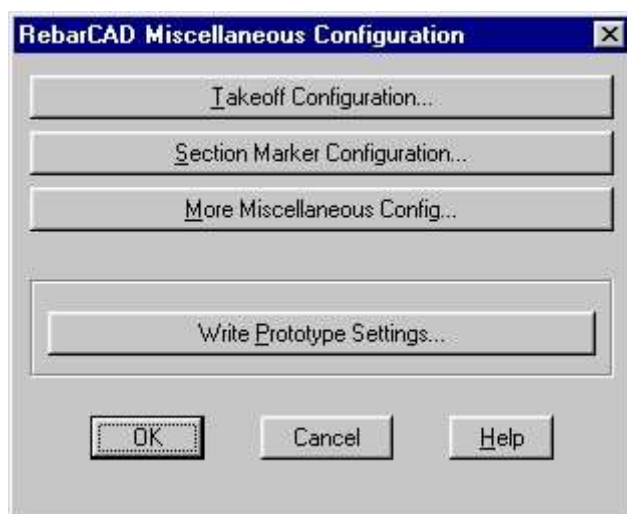 RebarCAD Miscellaneous Configuration
Takeoff Configuration...
Section Marker Configuration...
More Miscellaneous Config...
Write Prototype Settings...
OK Cancel Help